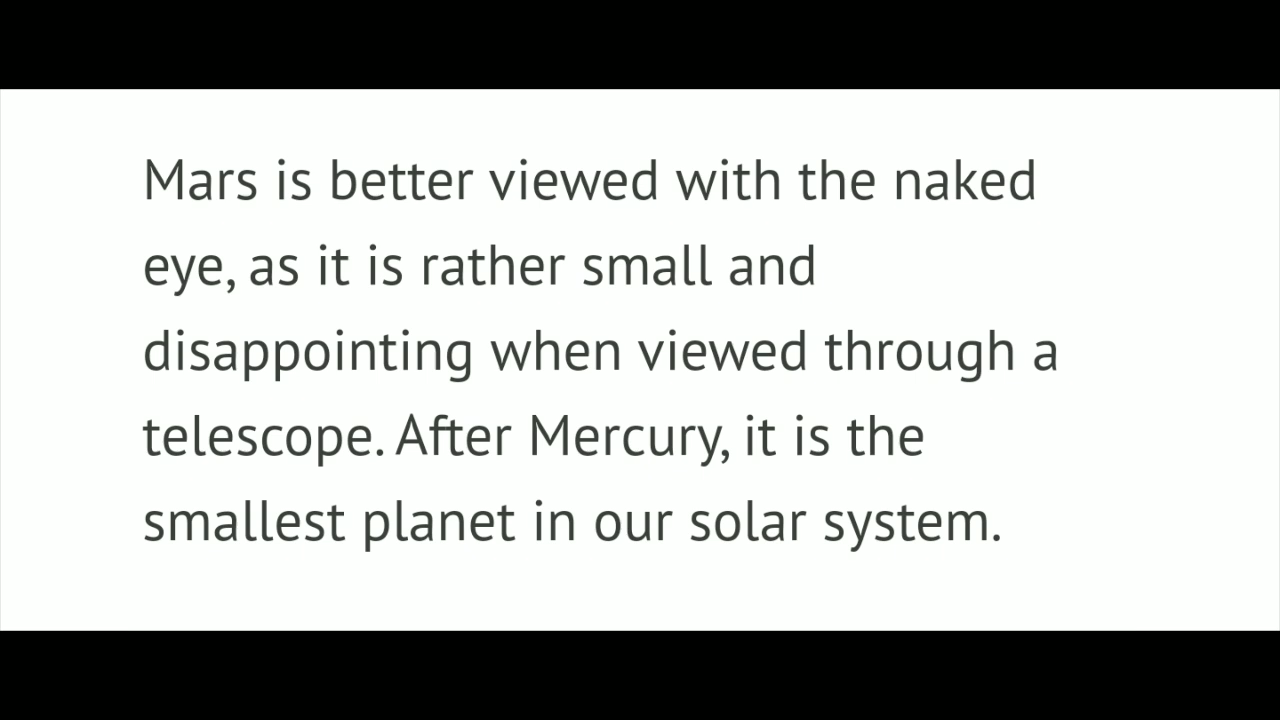 Mars is better viewed with the naked
eye, as it is rather small and
disappointing when viewed through a
telescope. After Mercury, it is the
smallest planet in our solar system.